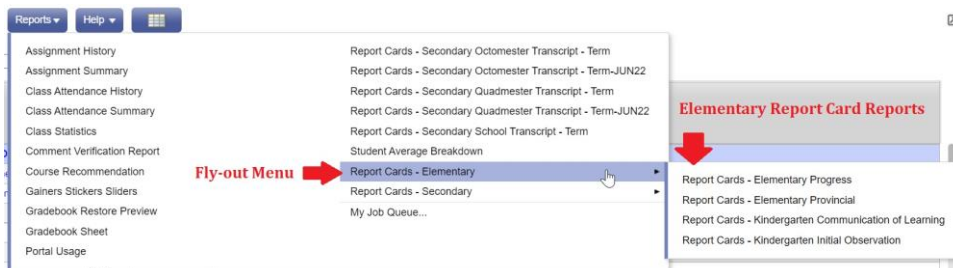 Reports
Help
Assignment History
Assignment Summary
Class Attendance History
Class Attendance Summary
Class Statistics
Comment Verification Report
Course Recommendation
Gainers Stickers Sliders
Gradebook Restore Preview
Gradebook Sheet
Portal Usage
Report Cards - Secondary Octomester Transcript - Term
Report Cards - Secondary Octomester Transcript - Term-JUN22
Report Cards - Secondary Quadmester Transcript - Term
Report Cards - Secondary Quadmester Transcript - Term-JUN22
Report Cards - Secondary School Transcript - Term
Student Average Breakdown
Fly-out Menu
Report Cards - Elementary
Report Cards - Secondary
My Job Queue...
Elementary Report Card Reports
Report Cards - Elementary Progress
Report Cards - Elementary Provincial
Report Cards - Kindergarten Communication of Learning
Report Cards - Kindergarten Initial Observation